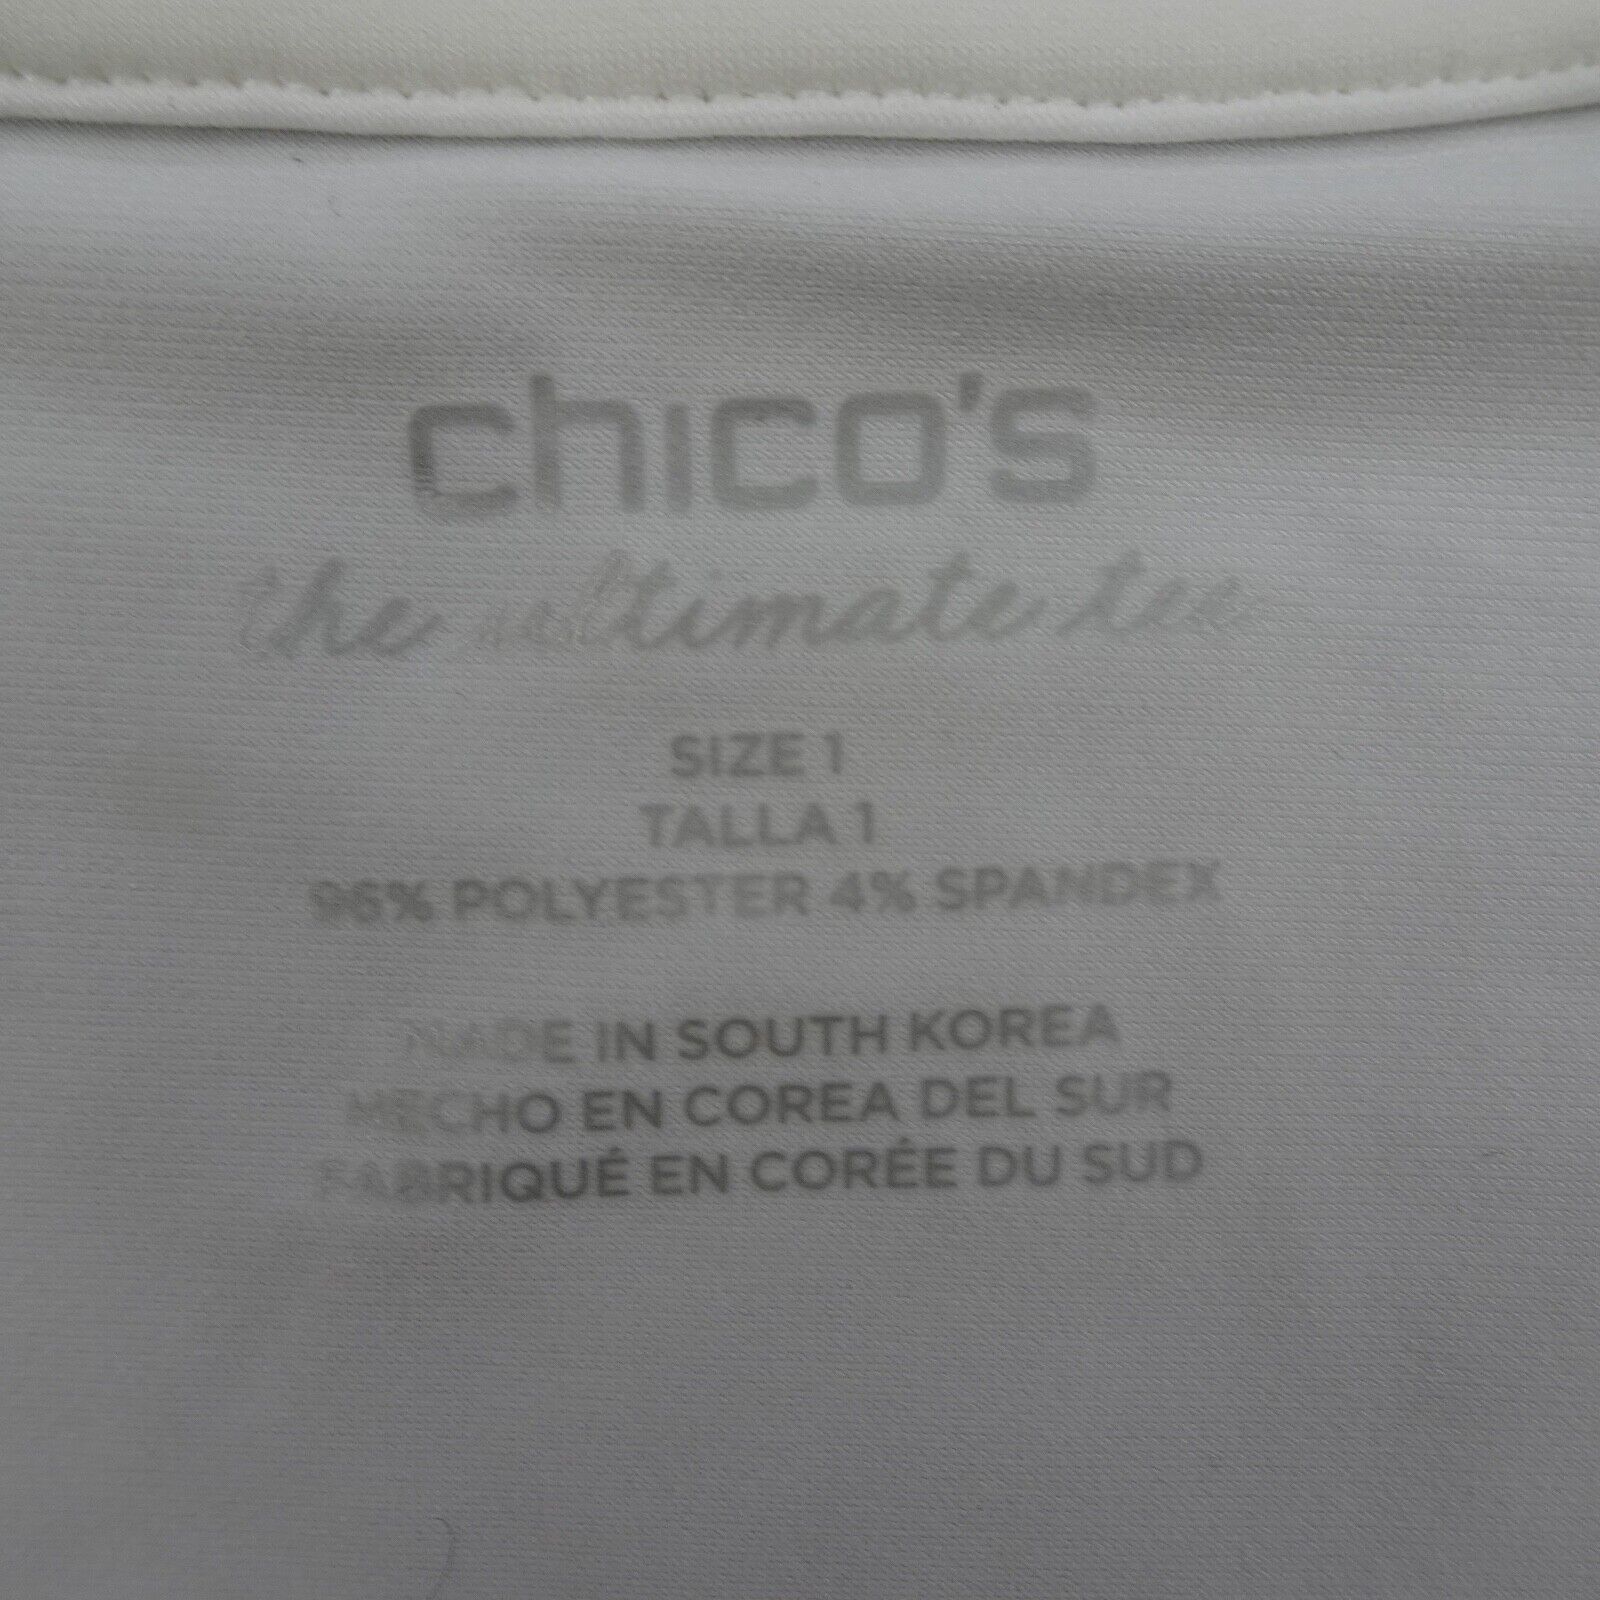 chico's
the ultimate tee
SIZE 1
TALLA 1
96% POLYESTER 4% SPANDEX
MADE IN SOUTH KOREA
HECHO EN COREA DEL SUR
FABRIQUÉ EN CORÉE DU SUD